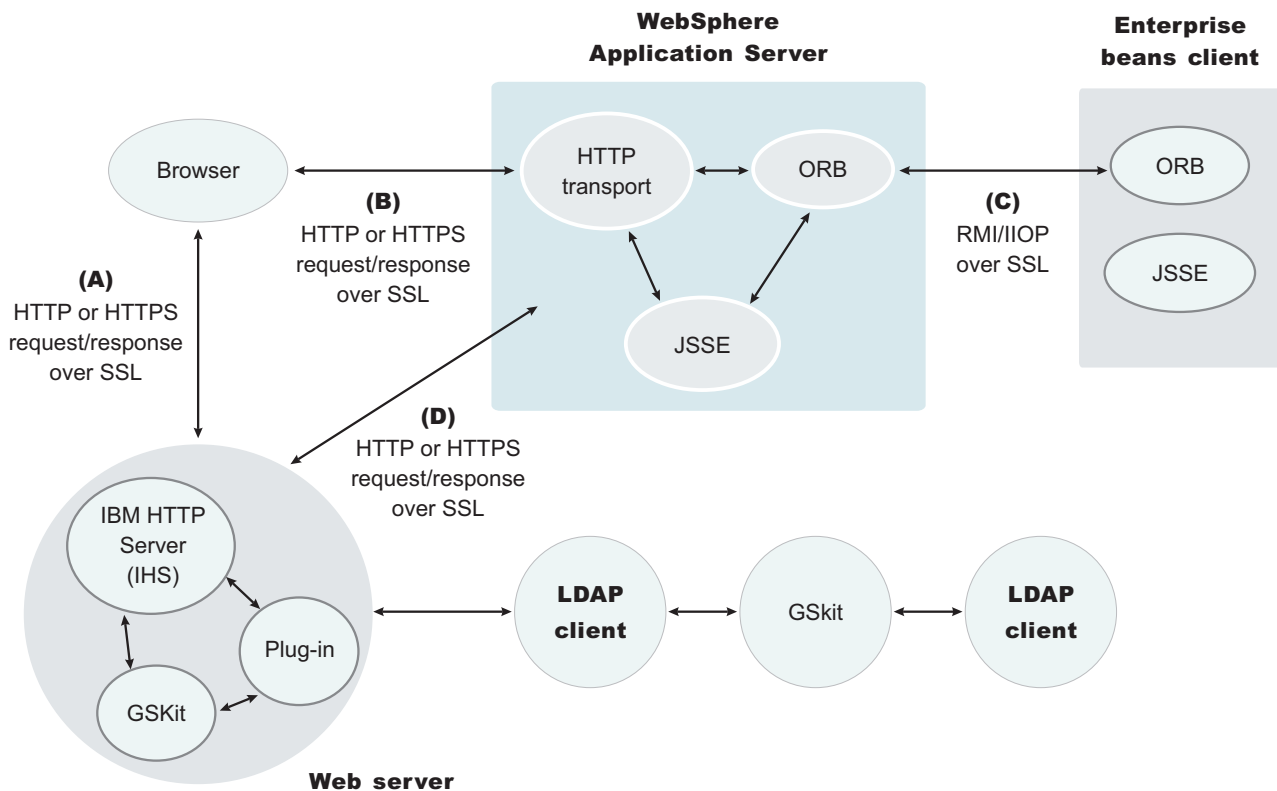 WebSphere
Application Server
Enterprise
beans client
Browser
HTTP
transport
ORB
ORB
(B)
HTTP or HTTPS
request/response
over SSL
(C)
RMI/IIOP
over SSL
JSSE
(A)
HTTP or HTTPS
request/response
over SSL
JSSE
(D)
HTTP or HTTPS
request/response
over SSL
IBM HTTP
Server
(IHS)
Plug-in
GSKit
LDAP
client
GSkit
LDAP
client
Web server